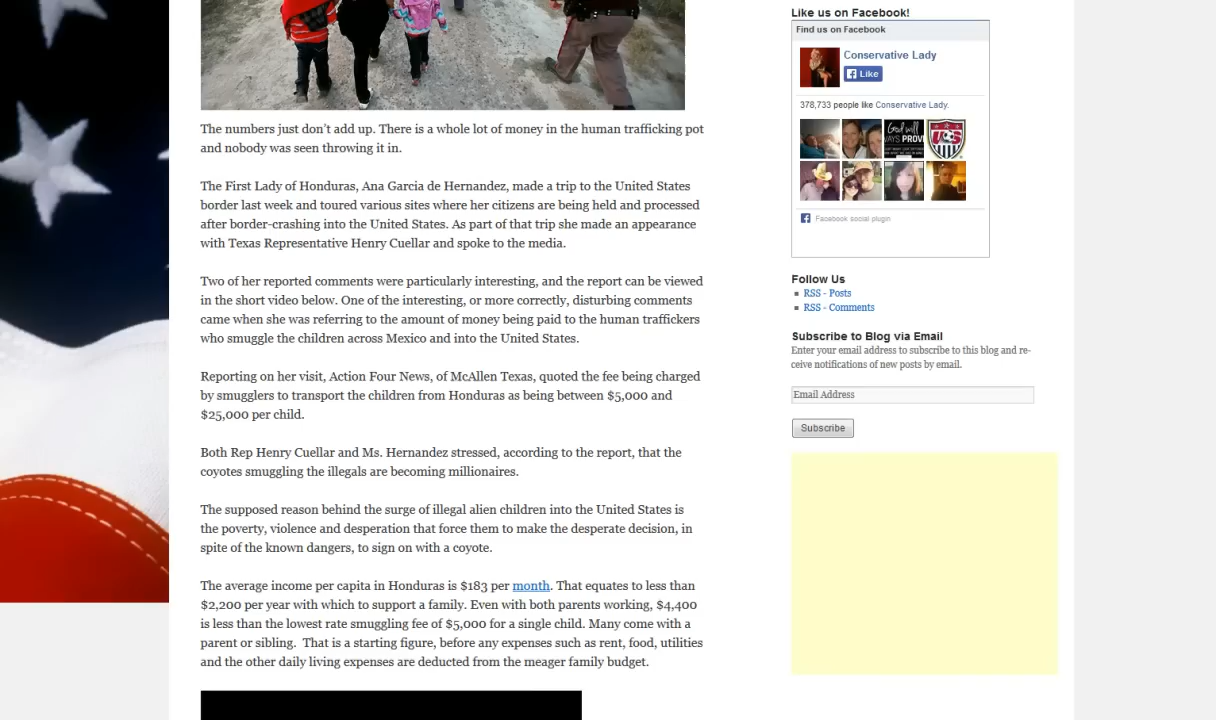 The numbers just don't add up. There is a whole lot of money in the human trafficking pot
and nobody was seen throwing it in.
The First Lady of Honduras, Ana Garcia de Hernandez, made a trip to the United States
border last week and toured various sites where her citizens are being held and processed
after border-crashing into the United States. As part of that trip she made an appearance
with Texas Representative Henry Cuellar and spoke to the media.
Two of her reported comments were particularly interesting, and the report can be viewed
in the short video below. One of the interesting, or more correctly, disturbing comments
came when she was referring to the amount of money being paid to the human traffickers
who smuggle the children across Mexico and into the United States.
Reporting on her visit, Action Four News, of McAllen Texas, quoted the fee being charged
by smugglers to transport the children from Honduras as being between $5,000 and
$25,000 per child.
Both Rep Henry Cuellar and Ms. Hernandez stressed, according to the report, that the
coyotes smuggling the illegals are becoming millionaires.
The supposed reason behind the surge of illegal alien children into the United States is
the poverty, violence and desperation that force them to make the desperate decision, in
spite of the known dangers, to sign on with a coyote.
The average income per capita in Honduras is $183 per month. That equates to less than
$2,200 per year with which to support a family. Even with both parents working, $4,400
is less than the lowest rate smuggling fee of $5,000 for a single child. Many come with a
parent or sibling.  That is a starting figure, before any expenses such as rent, food, utilities
and the other daily living expenses are deducted from the meager family budget.
Like us on Facebook!
Find us on Facebook
Conservative Lady
Like
378,733 people like Conservative Lady.
God will
PROV
US
Facebook social plugin
Follow Us
RSS - Posts
RSS - Comments
Subscribe to Blog via Email
Enter your email address to subscribe to this blog and re-
ceive notifications of new posts by email.
Email Address
Subscribe